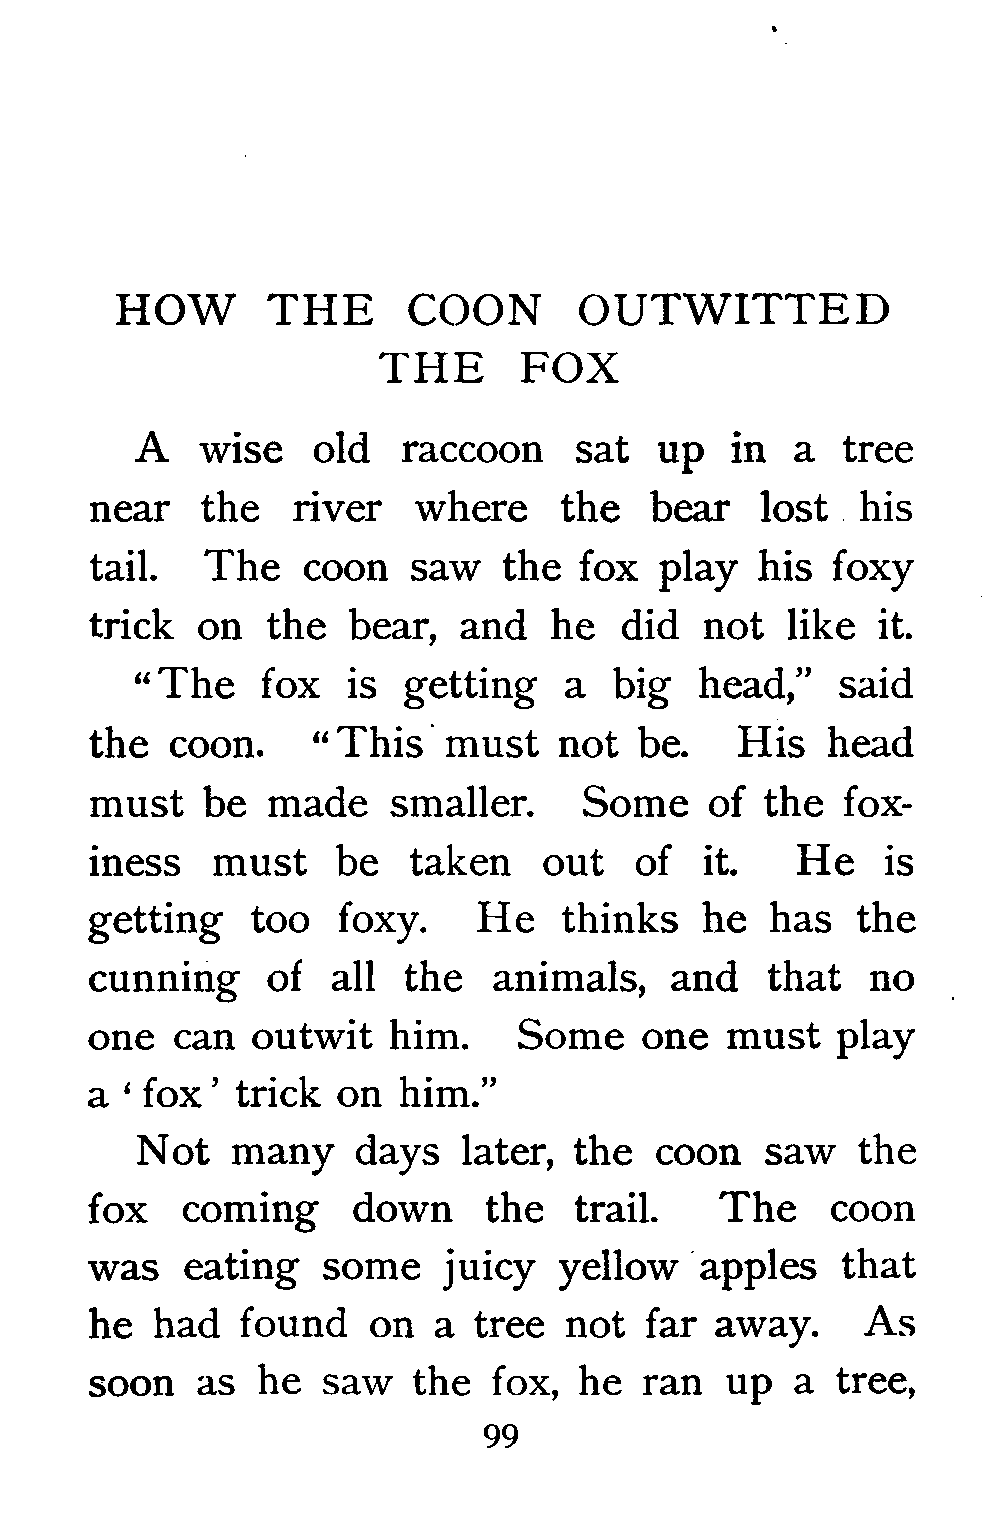 HOW THE COON OUTWITTED
THE FOX
A wise old raccoon sat up in a tree
near the river where the bear lost his
tail. The coon saw the fox play his foxy
trick on the bear, and he did not like it.
"The fox is getting a big head," said
the coon. "This must not be. His head
must be made smaller. Some of the fox-
iness must be taken out of it. He is
getting too foxy. He thinks he has the
cunning of all the animals, and that no
one can outwit him. Some one must play
a 'fox' trick on him."
Not many days later, the coon saw the
fox coming down the trail. The coon
was eating some juicy yellow apples that
he had found on a tree not far away. As
soon as he saw the fox, he ran up a tree,
99